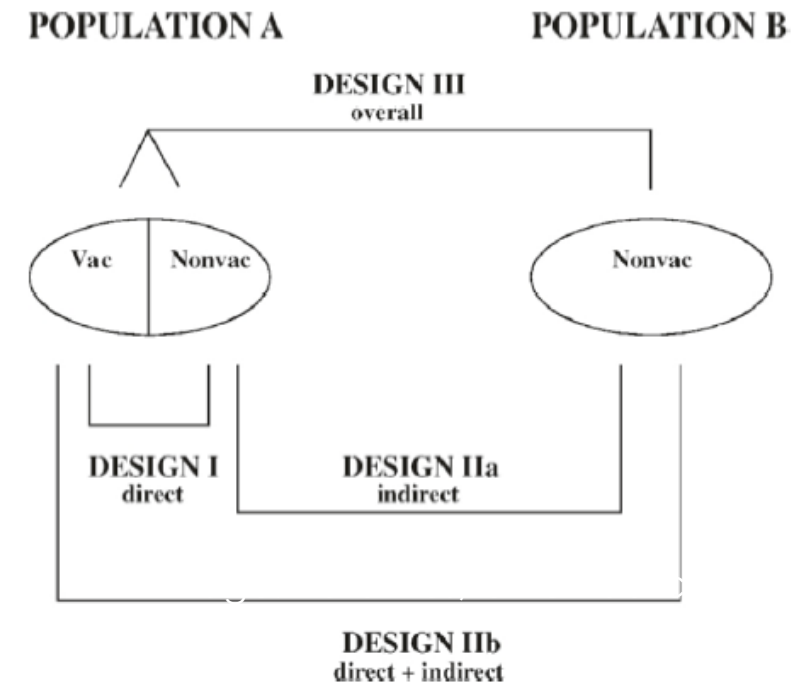 POPULATION A
POPULATION B
DESIGN III
overall
Vac
Nonvac
Nonvac
DESIGN I
direct
DESIGN IIa
indirect
DESIGN IIb
direct + indirect